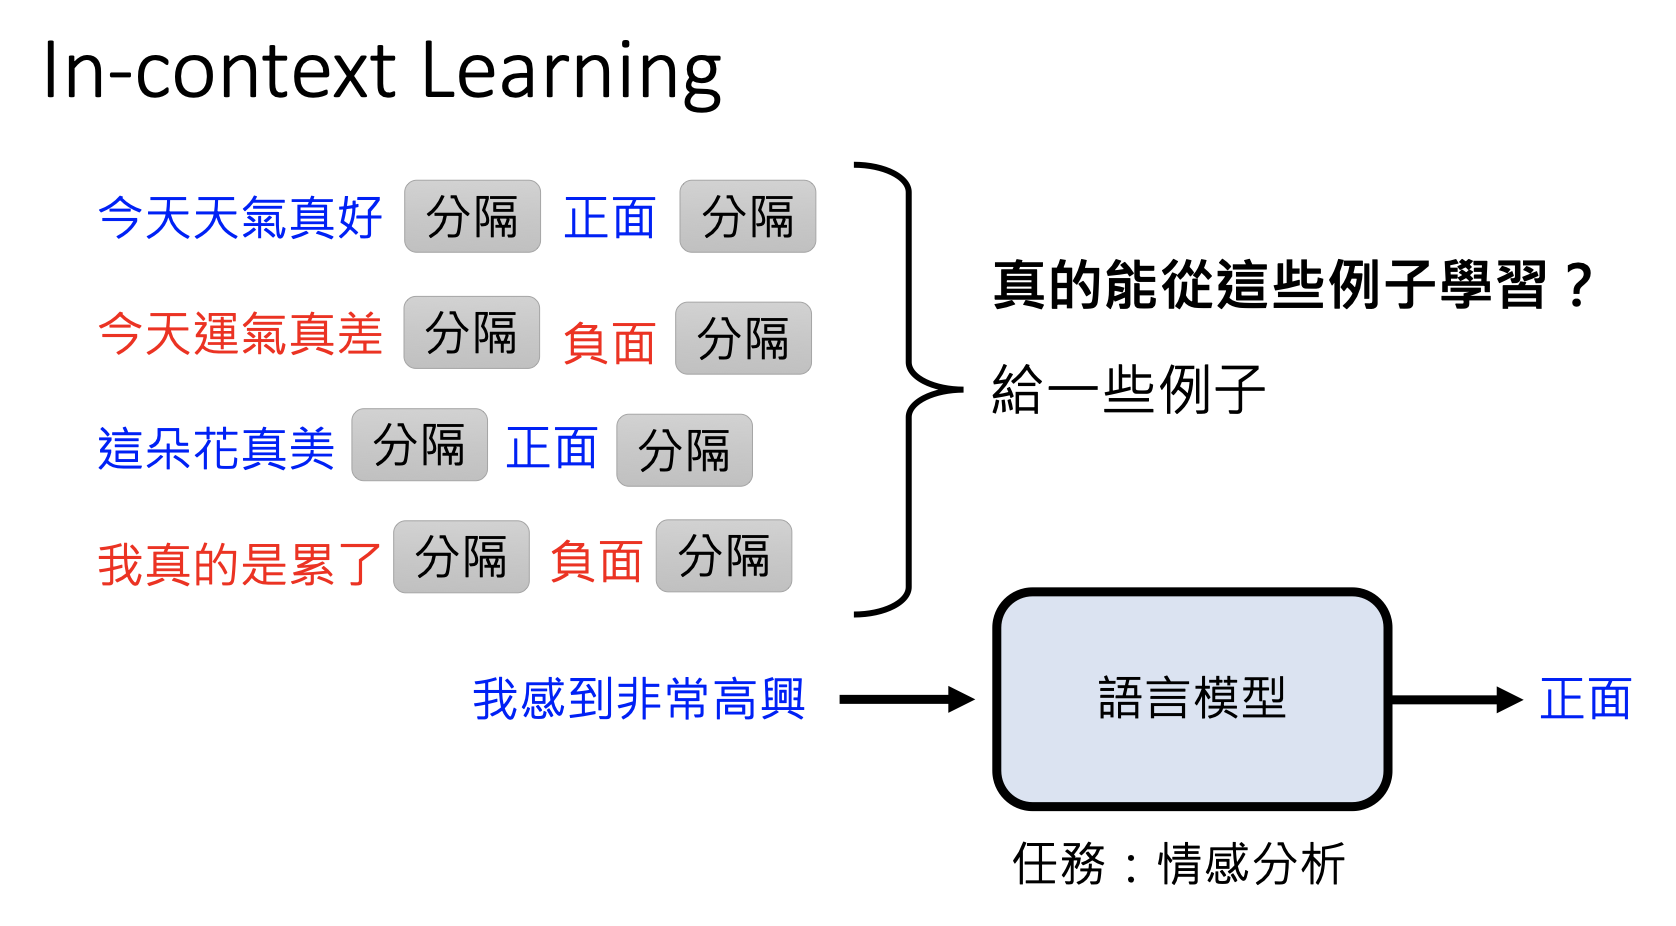 In-context Learning
今天天氣真好 分隔 正面 分隔
今天運氣真差 分隔 負面 分隔
這朵花真美 分隔 正面 分隔
我真的是累了 分隔 負面 分隔
真的能從這些例子學習？
給一些例子
我感到非常高興
語言模型
正面
任務：情感分析